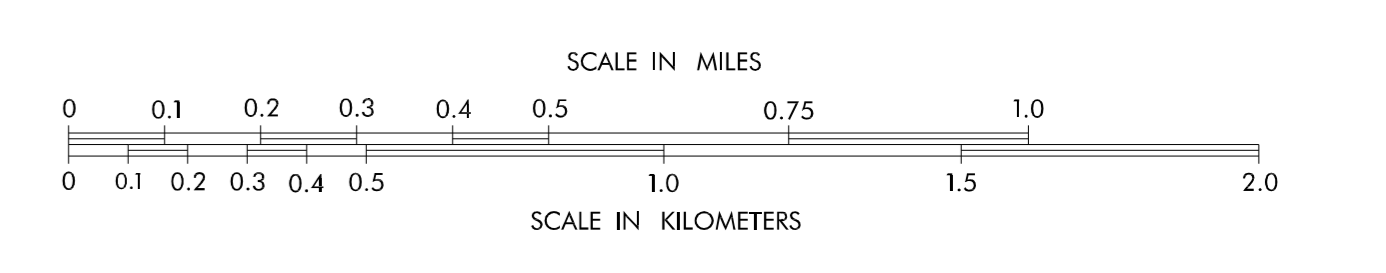 SCALE IN MILES
0 0.1 0.2 0.3 0.4 0.5 0.75 1.0
0 0.1 0.2 0.3 0.4 0.5 1.0 1.5 2.0
SCALE IN KILOMETERS